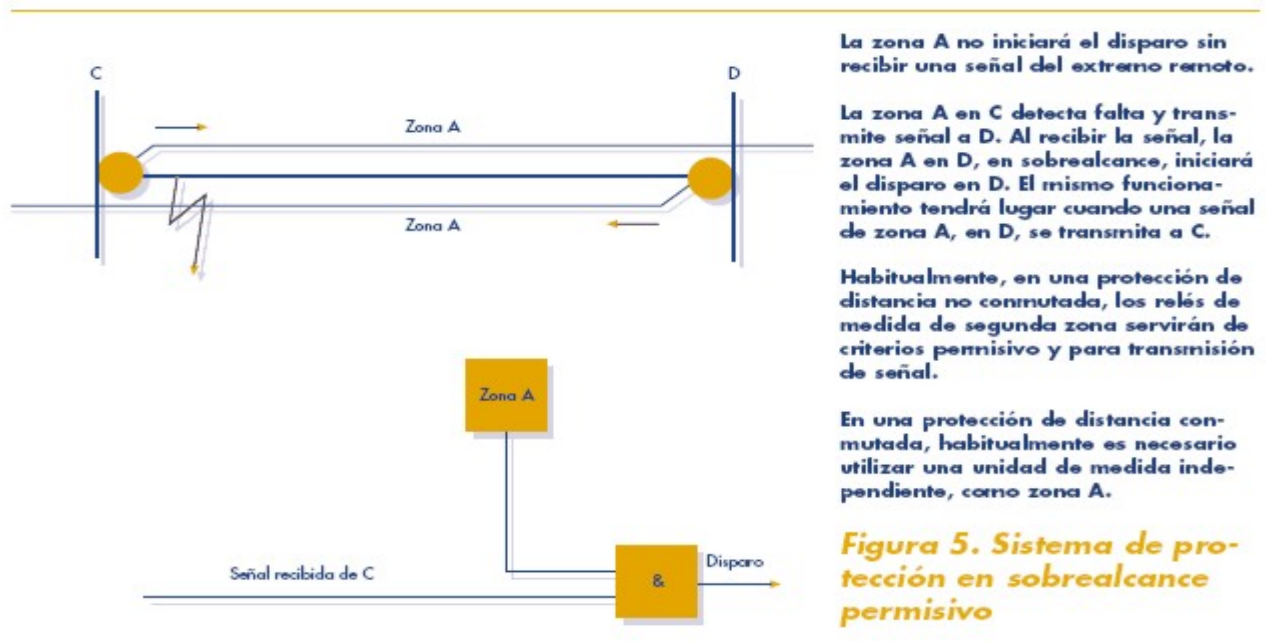 C
D
Zona A
Zona A
Zona A
Señal recibida de C
&
Disparo
La zona A no iniciará el disparo sin
recibir una señal del extremo remoto.
La zona A en C detecta falta y trans-
mite señal a D. Al recibir la señal, la
zona A en D, en sobrealcance, iniciará
el disparo en D. El mismo funciona-
miento tendrá lugar cuando una señal
de zona A, en D, se transmita a C.
Habitualmente, en una protección de
distancia no conmutada, los relés de
medida de segunda zona servirán de
criterios permisivo y para transmisión
de señal.
En una protección de distancia con-
mutada, habitualmente es necesario
utilizar una unidad de medida inde-
pendiente, como zona A.
Figura 5. Sistema de pro-
tección en sobrealcance
permisivo